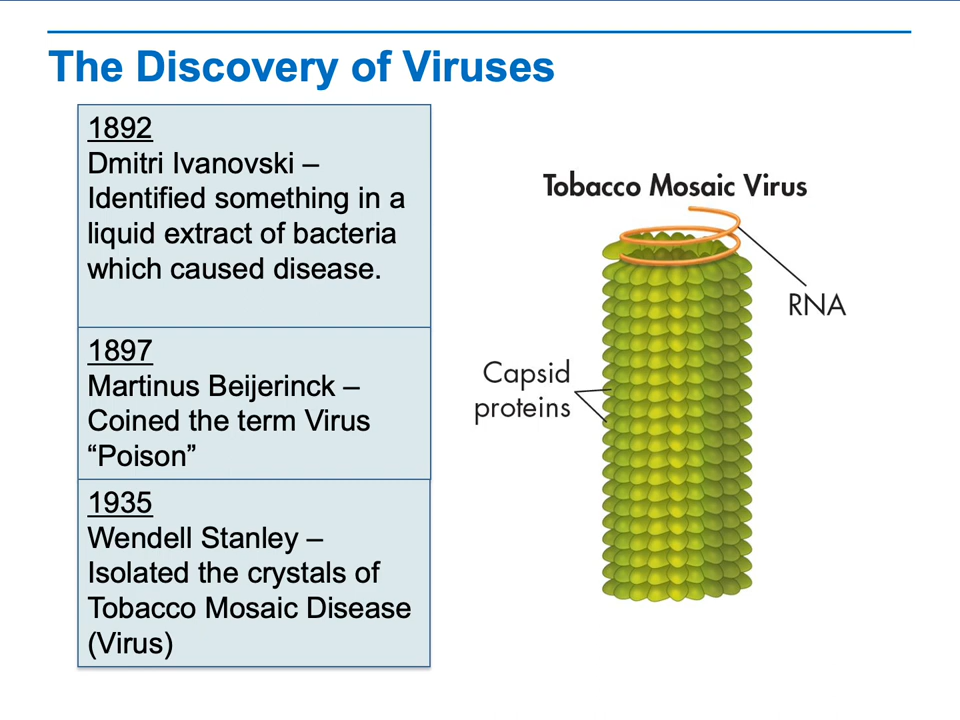 The Discovery of Viruses
1892
Dmitri Ivanovski –
Identified something in a
liquid extract of bacteria
which caused disease.
1897
Martinus Beijerinck –
Coined the term Virus
“Poison”
1935
Wendell Stanley –
Isolated the crystals of
Tobacco Mosaic Disease
(Virus)
Tobacco Mosaic Virus
RNA
Capsid
proteins